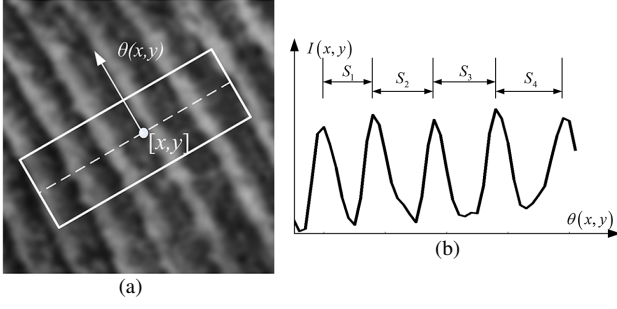 θ(x,y)
[x,y]
(a)
I(x,y)
S1 S2 S3 S4
θ(x,y)
(b)